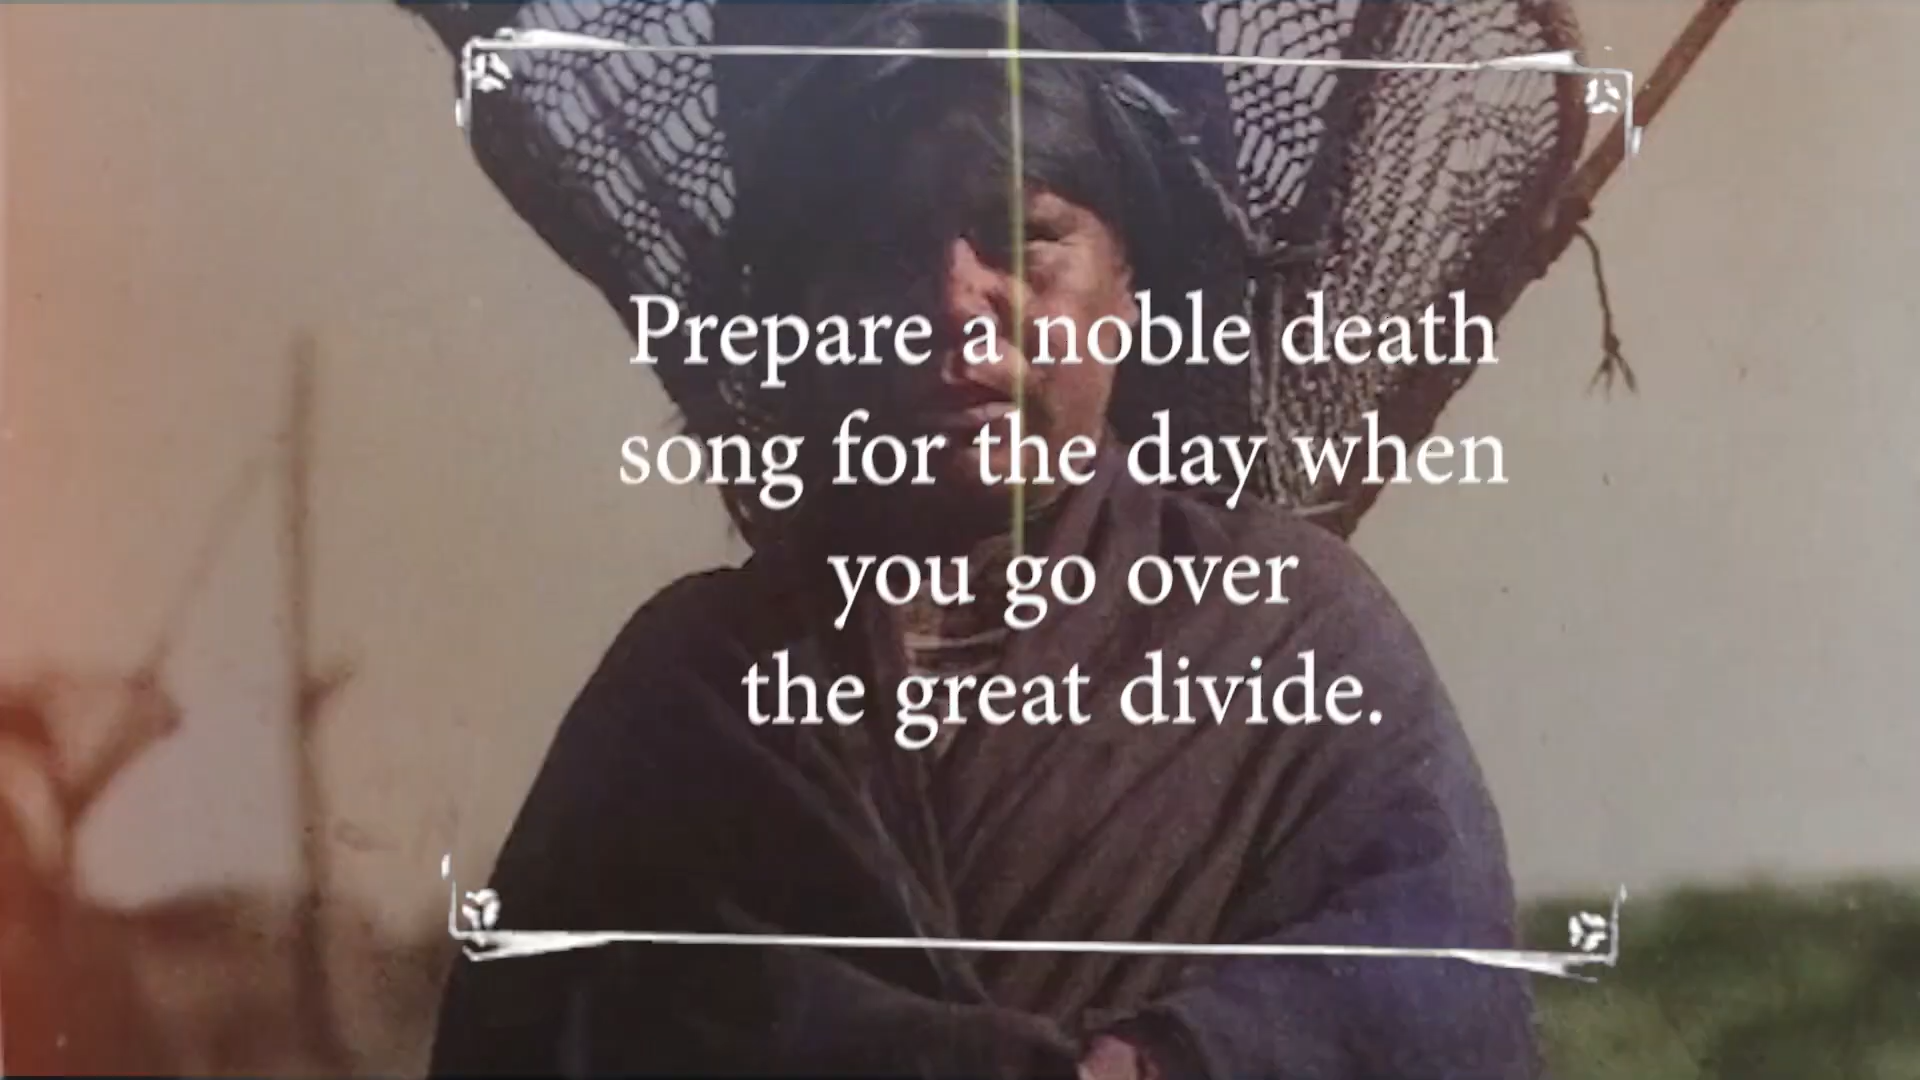 Prepare a noble death
song for the day when
you go over
the great divide.